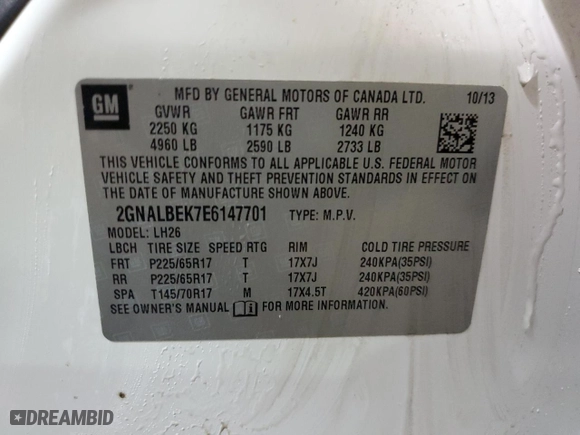 GM
MFD BY GENERAL MOTORS OF CANADA LTD. 10/13
GVWR GAWR FRT GAWR RR
2250 KG 1175 KG 1240 KG
4960 LB 2590 LB 2733 LB
THIS VEHICLE CONFORMS TO ALL APPLICABLE U.S. FEDERAL MOTOR
VEHICLE SAFETY AND THEFT PREVENTION STANDARDS IN EFFECT ON
THE DATE OF MANUFACTURE SHOWN ABOVE.
2GNALBEK7E6147701 TYPE: M.P.V.
MODEL: LH26
LBCH TIRE SIZE SPEED RTG RIM COLD TIRE PRESSURE
FRT P225/65R17 T 17X7J 240KPA(35PSI)
RR P225/65R17 T 17X7J 240KPA(35PSI)
SPA T145/70R17 M 17X4.5T 420KPA(60PSI)
SEE OWNER'S MANUAL FOR MORE INFORMATION.
DREAMBID